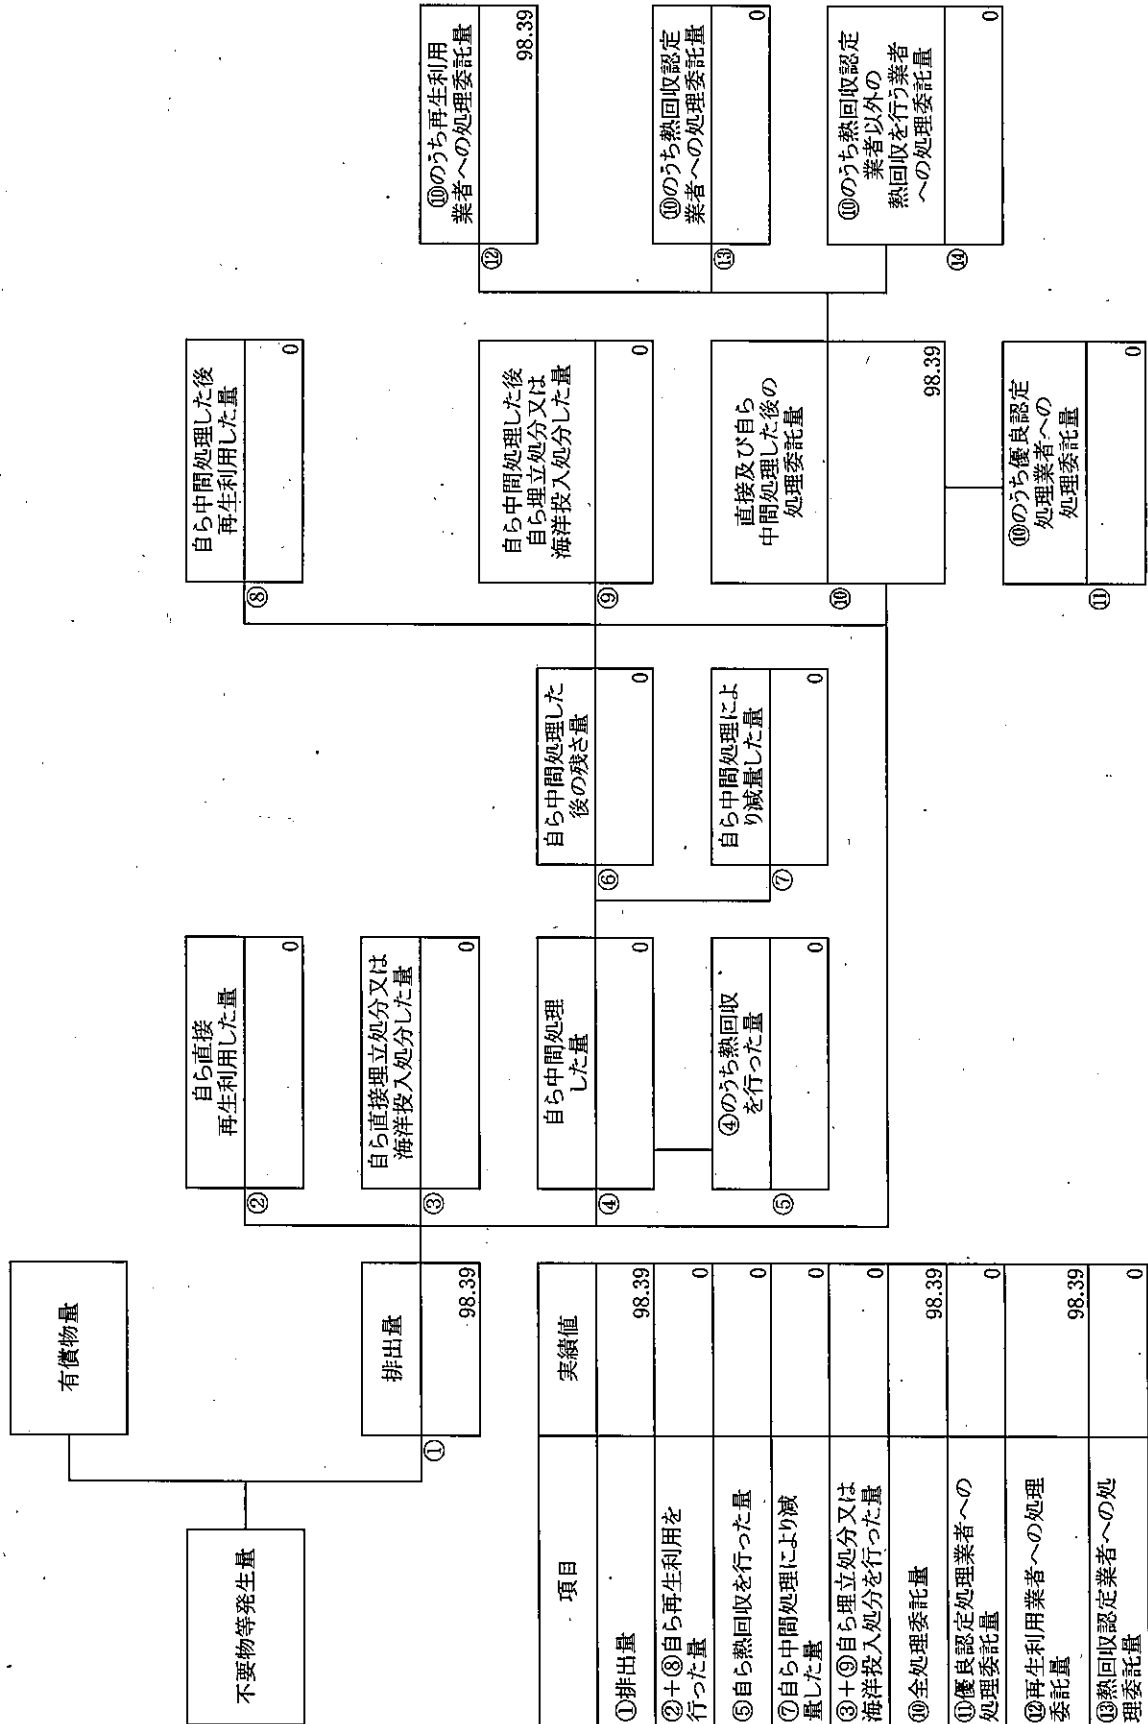 不要物等発生量
有償物量
排出量
①
98.39
自ら直接
再生利用した量
②
0
自ら直接埋立処分又は
海洋投入処分した量
③
0
自ら中間処理
した量
④
0
④のうち熱回収
を行った量
⑤
0
自ら中間処理した
後の残さ量
⑥
0
自ら中間処理によ
り減量した量
⑦
0
自ら中間処理した後
再生利用した量
⑧
0
自ら中間処理した後
自ら埋立処分又は
海洋投入処分した量
⑨
0
直接及び自ら
中間処理した後の
処理委託量
⑩
98.39
⑩のうち優良認定
処理業者への
処理委託量
⑪
0
⑩のうち再生利用
業者への処理委託量
⑫
98.39
⑩のうち熱回収認定
業者への処理委託量
⑬
0
⑩のうち熱回収認定
業者以外の
熱回収を行う業者
への処理委託量
⑭
0
項目
実績値
①排出量
98.39
②+⑧自ら再生利用を
行った量
0
⑤自ら熱回収を行った量
0
⑦自ら中間処理により減
量した量
0
③+⑨自ら埋立処分又は
海洋投入処分を行った量
0
⑩全処理委託量
98.39
⑪優良認定処理業者への
処理委託量
0
⑫再生利用業者への処理
委託量
98.39
⑬熱回収認定業者への処
理委託量
0